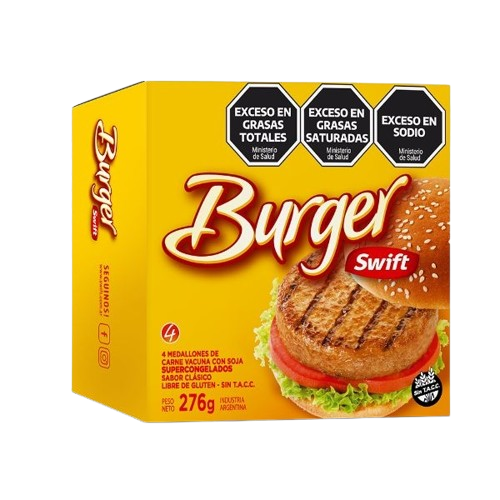 EXCESO EN
GRASAS
TOTALES
Ministerio
de Salud
EXCESO EN
GRASAS
SATURADAS
Ministerio
de Salud
EXCESO EN
SODIO
Ministerio
de Salud
Burger
Swift
Burger
Swift
SEGUINOS!
4
4 MEDALLONES DE
CARNE VACUNA CON SOJA
SUPERCONGELADOS
SABOR CLÁSICO
LIBRE DE GLUTEN - SIN T.A.C.C.
PESO
NETO
276g
INDUSTRIA
ARGENTINA
Sin T.A.C.C.